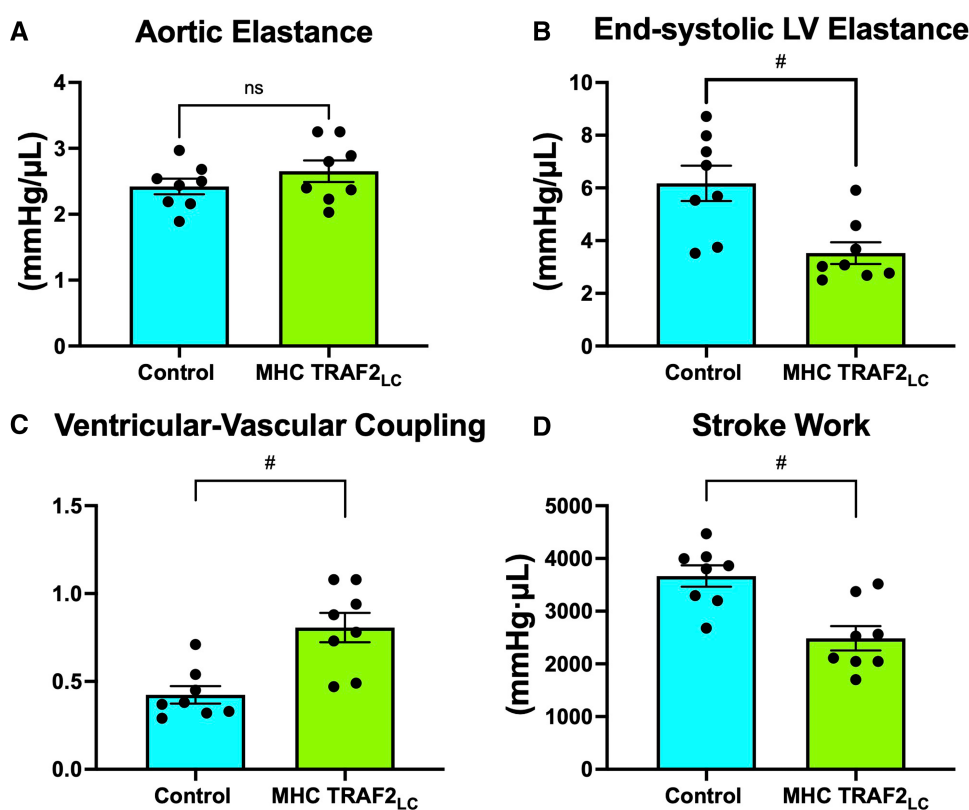 A Aortic Elastance
ns
(mmHg/µL)
4
3
2
1
0
Control MHC TRAF2LC
B End-systolic LV Elastance
#
(mmHg/µL)
10
8
6
4
2
0
Control MHC TRAF2LC
C Ventricular-Vascular Coupling
#
1.5
1.0
0.5
0.0
Control MHC TRAF2LC
D Stroke Work
#
(mmHg·µL)
5000
4000
3000
2000
1000
0
Control MHC TRAF2LC